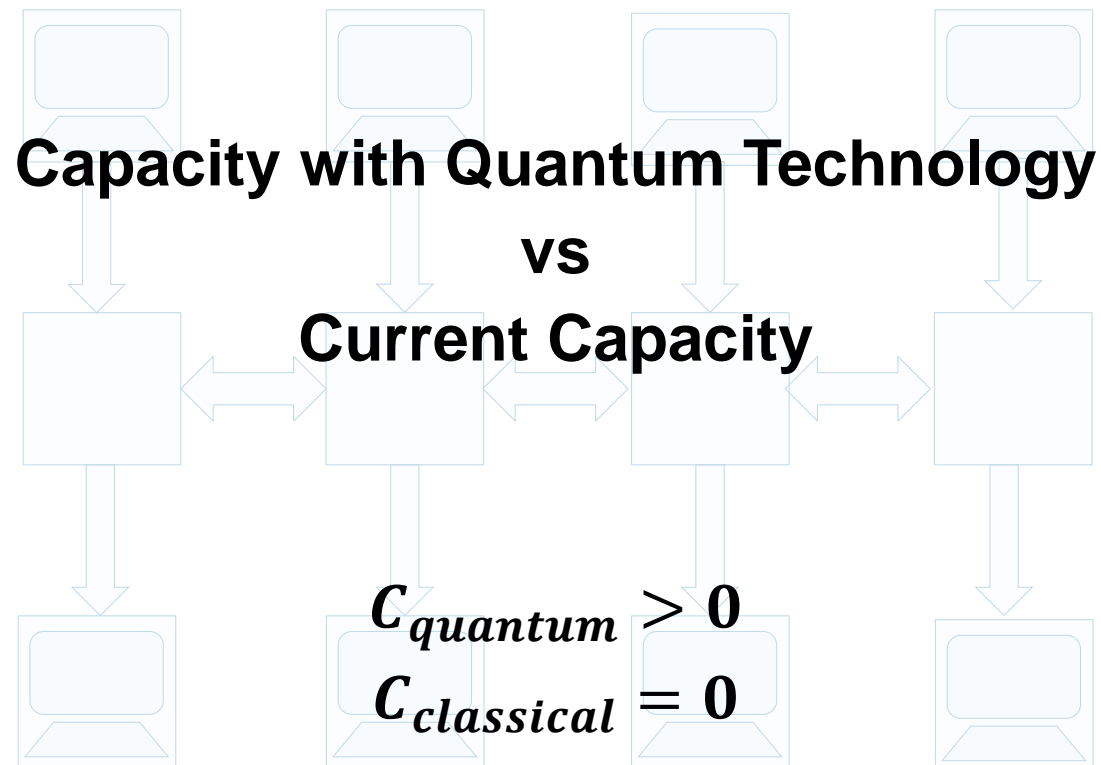 Capacity with Quantum Technology
vs
Current Capacity
C_quantum > 0
C_classical = 0